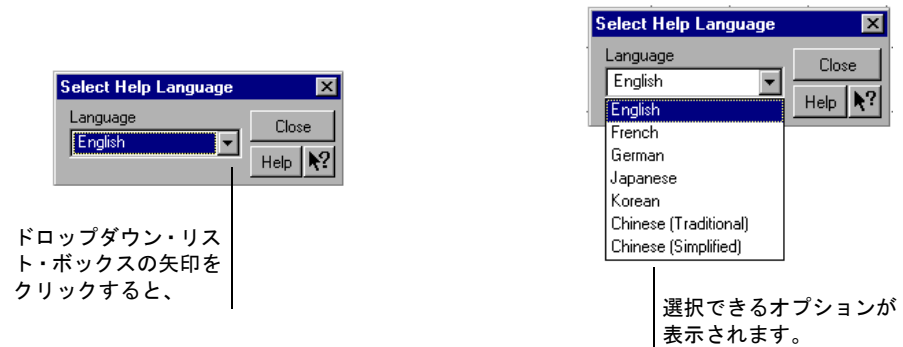 Select Help Language
Language
English
Close
Help
?
ドロップダウン・リス
ト・ボックスの矢印を
クリックすると、
Select Help Language
Language
English
Close
Help
?
English
French
German
Japanese
Korean
Chinese (Traditional)
Chinese (Simplified)
選択できるオプションが
表示されます。